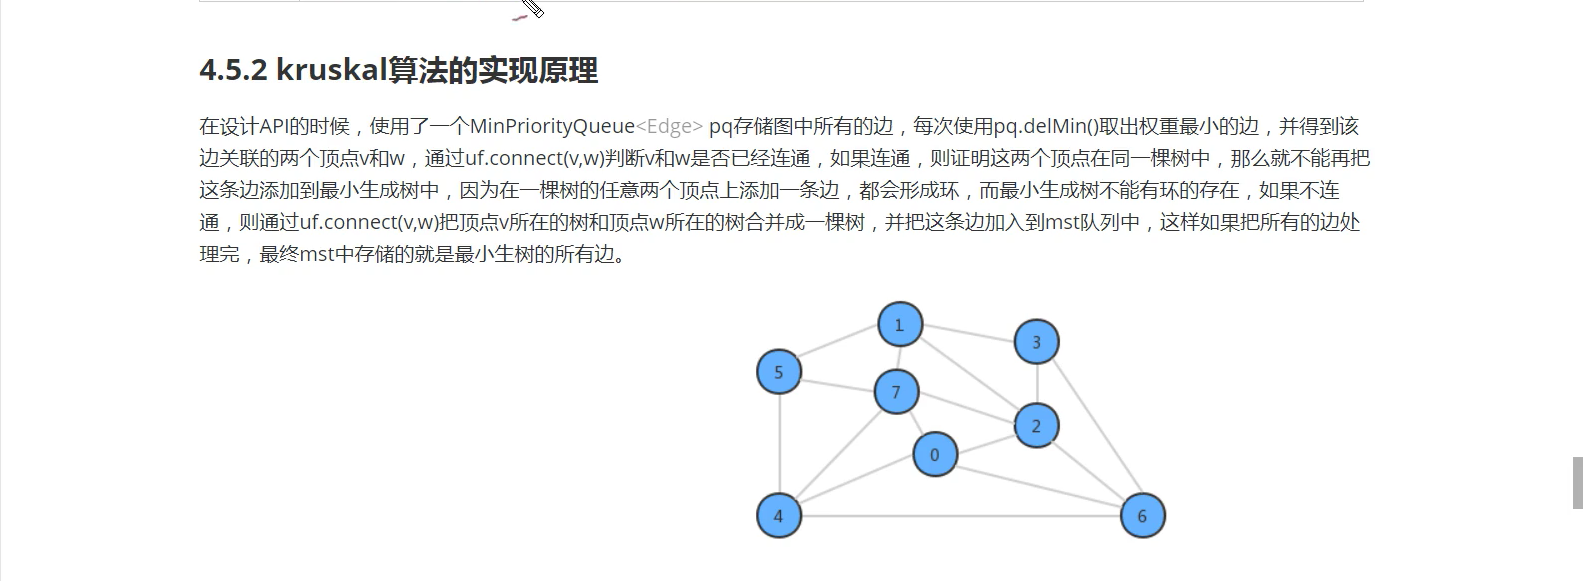 4.5.2 kruskal算法的实现原理
在设计API的时候，使用了一个MinPriorityQueue<Edge> pq存储图中所有的边，每次使用pq.delMin()取出权重最小的边，并得到该
边关联的两个顶点v和w，通过uf.connect(v,w)判断v和w是否已经连通，如果连通，则证明这两个顶点在同一棵树中，那么就不能再把
这条边添加到最小生成树中，因为在一棵树的任意两个顶点上添加一条边，都会形成环，而最小生成树不能有环的存在，如果不连
通，则通过uf.connect(v,w)把顶点v所在的树和顶点w所在的树合并成一棵树，并把这条边加入到mst队列中，这样如果把所有的边处
理完，最终mst中存储的就是最小生树的所有边。
1
3
5
7
2
0
4
6